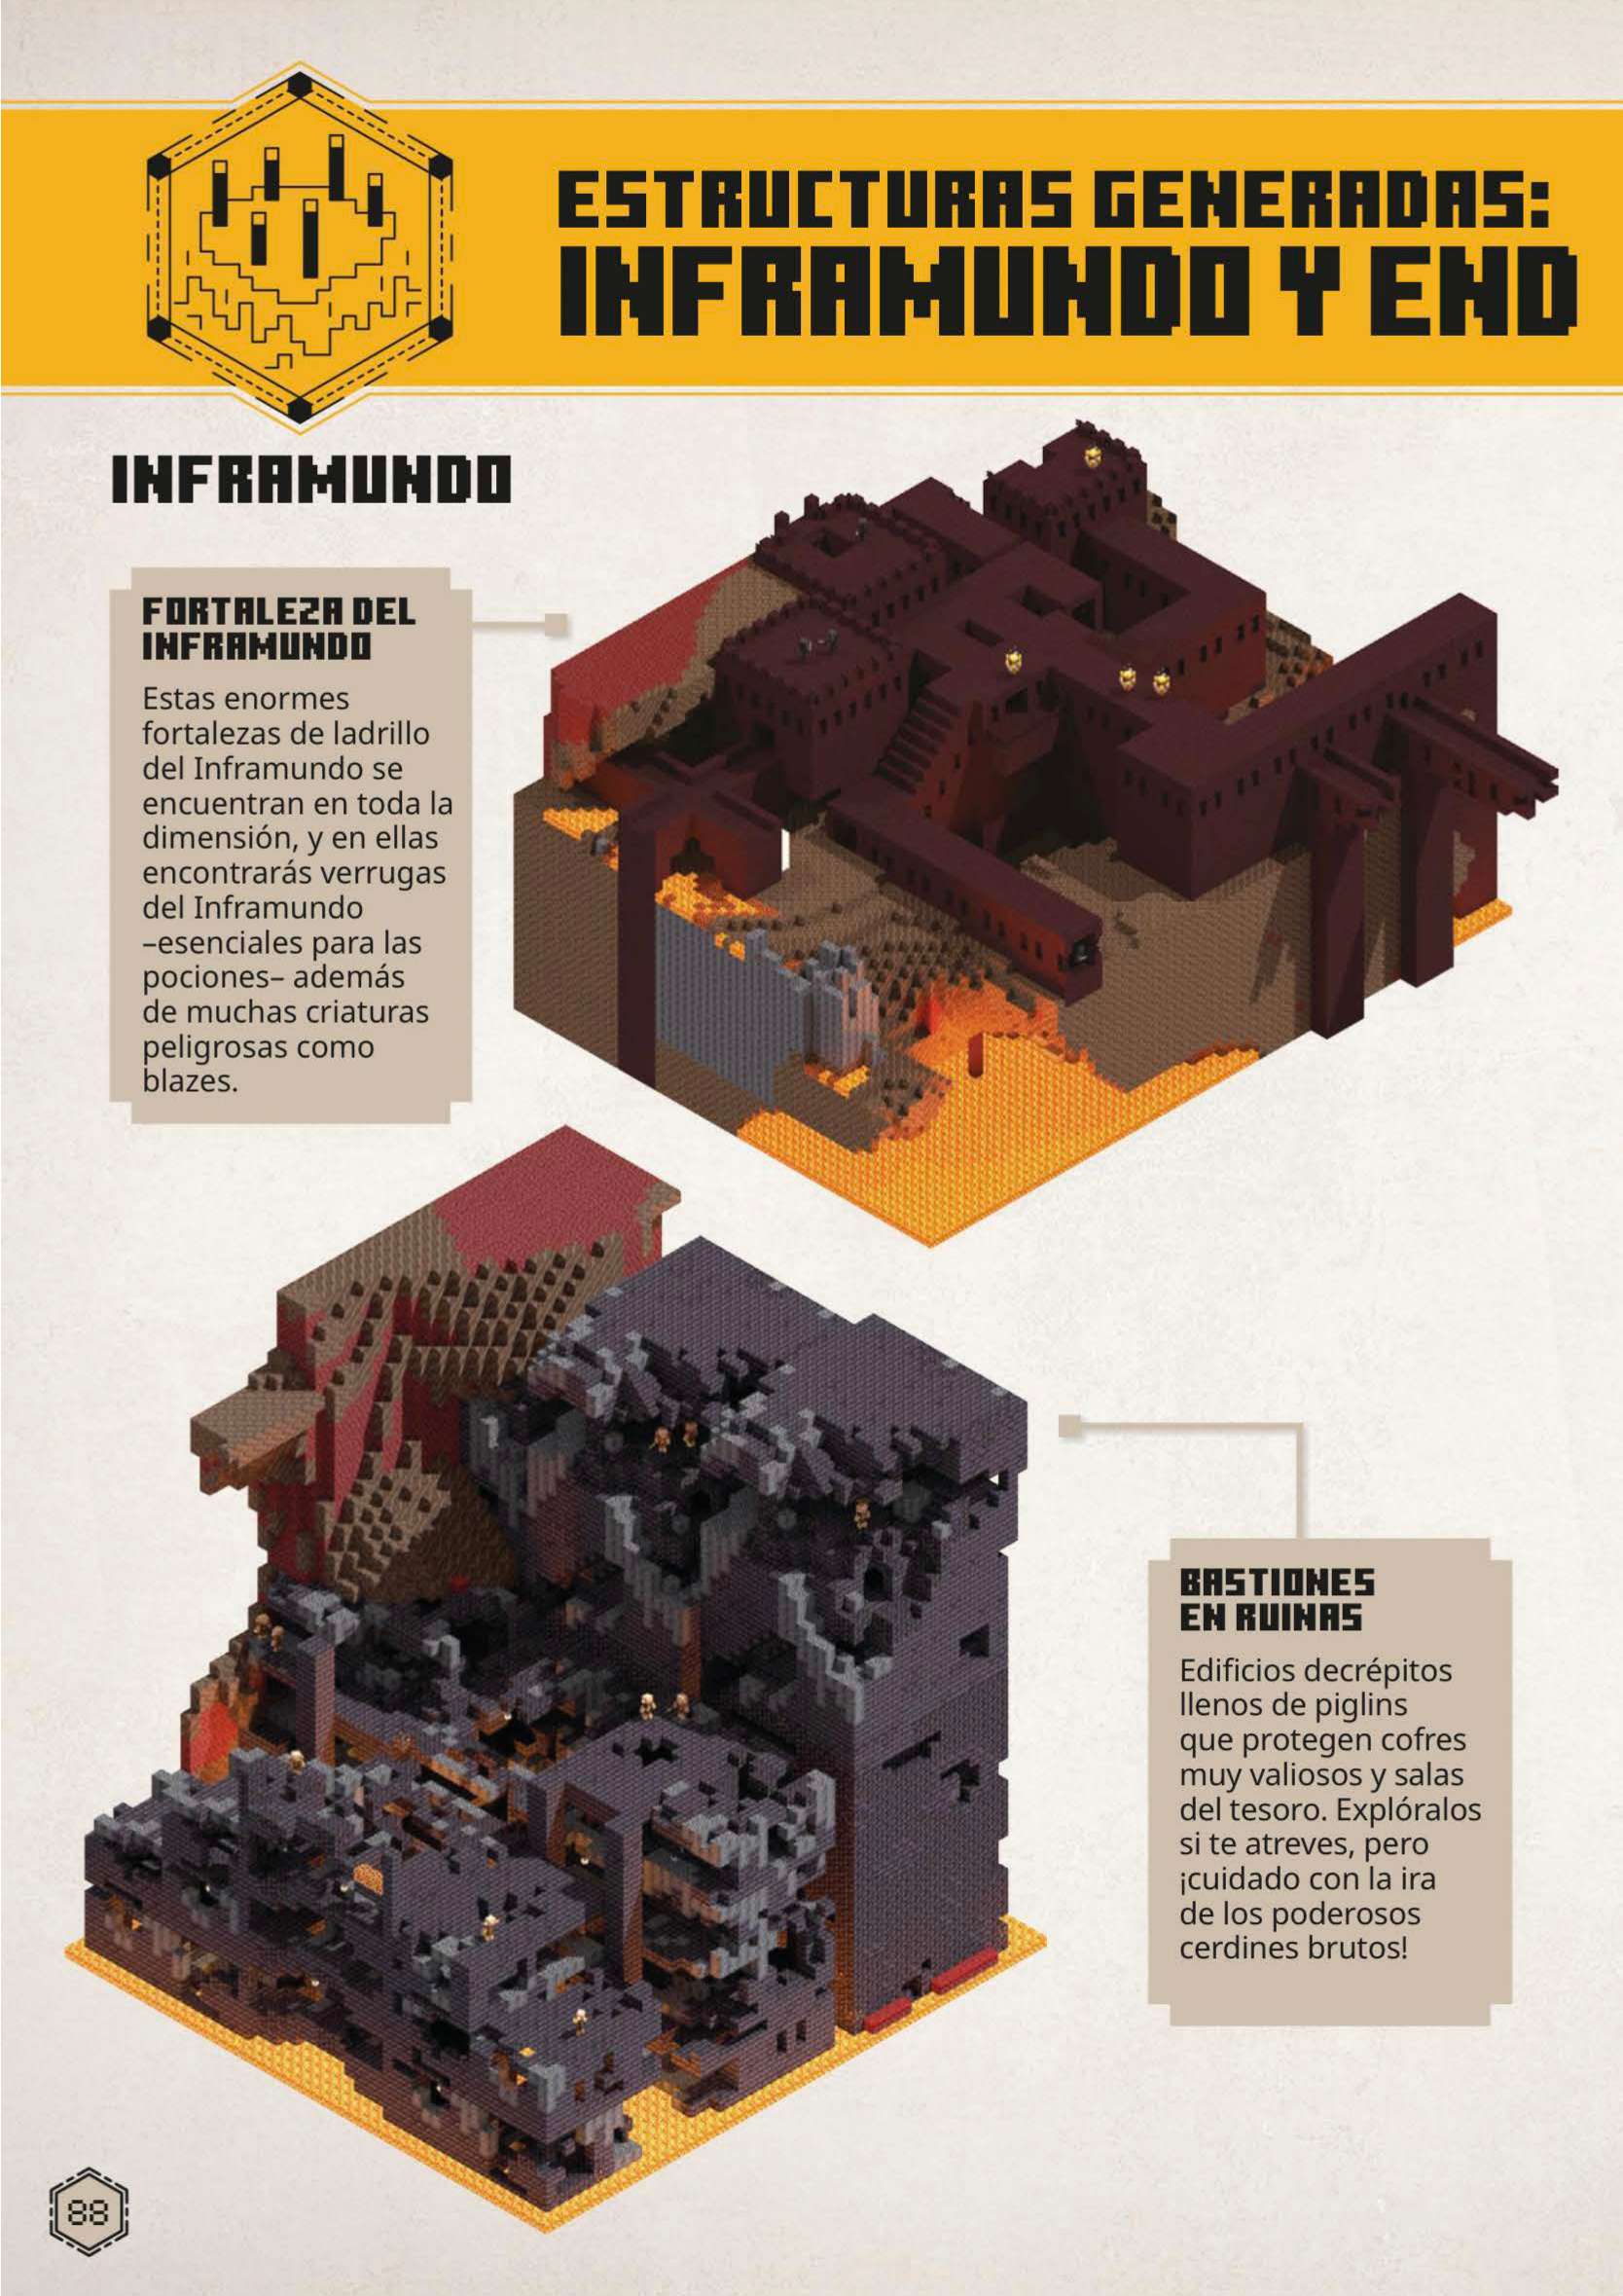 ESTRUCTURAS GENERADAS:
INFRAMUNDO Y END
INFRAMUNDO
FORTALEZA DEL
INFRAMUNDO
Estas enormes
fortalezas de ladrillo
del Inframundo se
encuentran en toda la
dimensión, y en ellas
encontrarás verrugas
del Inframundo
–esenciales para las
pociones– además
de muchas criaturas
peligrosas como
blazes.
BASTIONES
EN RUINAS
Edificios decrépitos
llenos de piglins
que protegen cofres
muy valiosos y salas
del tesoro. Explóralos
si te atreves, pero
¡cuidado con la ira
de los poderosos
cerdines brutos!
88